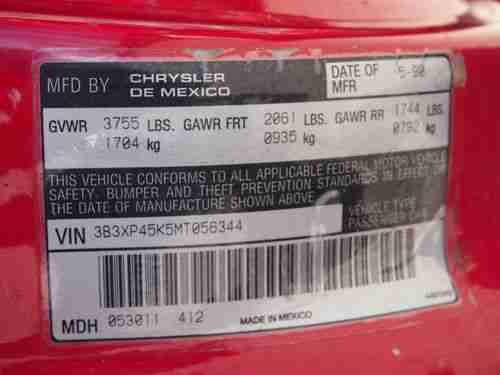 MFD BY CHRYSLER DE MEXICO DATE OF MFR 5-90
GVWR 3755 LBS. GAWR FRT 2061 LBS. GAWR RR 1744 LBS.
1704 kg 0935 kg 0792 kg
THIS VEHICLE CONFORMS TO ALL APPLICABLE FEDERAL MOTOR VEHICLE
SAFETY, BUMPER AND THEFT PREVENTION STANDARDS IN EFFECT ON
THE DATE OF MANUFACTURE SHOWN ABOVE.
VIN 3B3XP45K5MT056344 VEHICLE TYPE
PASSENGER CAR
MDH 053011 412 MADE IN MEXICO